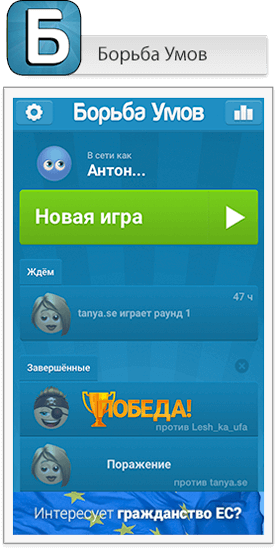 Б
Борьба Умов
Борьба Умов
В сети как
Антон...
Новая игра
Ждём
47 ч
tanya.se играет раунд 1
Завершённые
ПОБЕДА!
против Lesh_ka_ufa
Поражение
против tanya.se
Интересует гражданство ЕС?